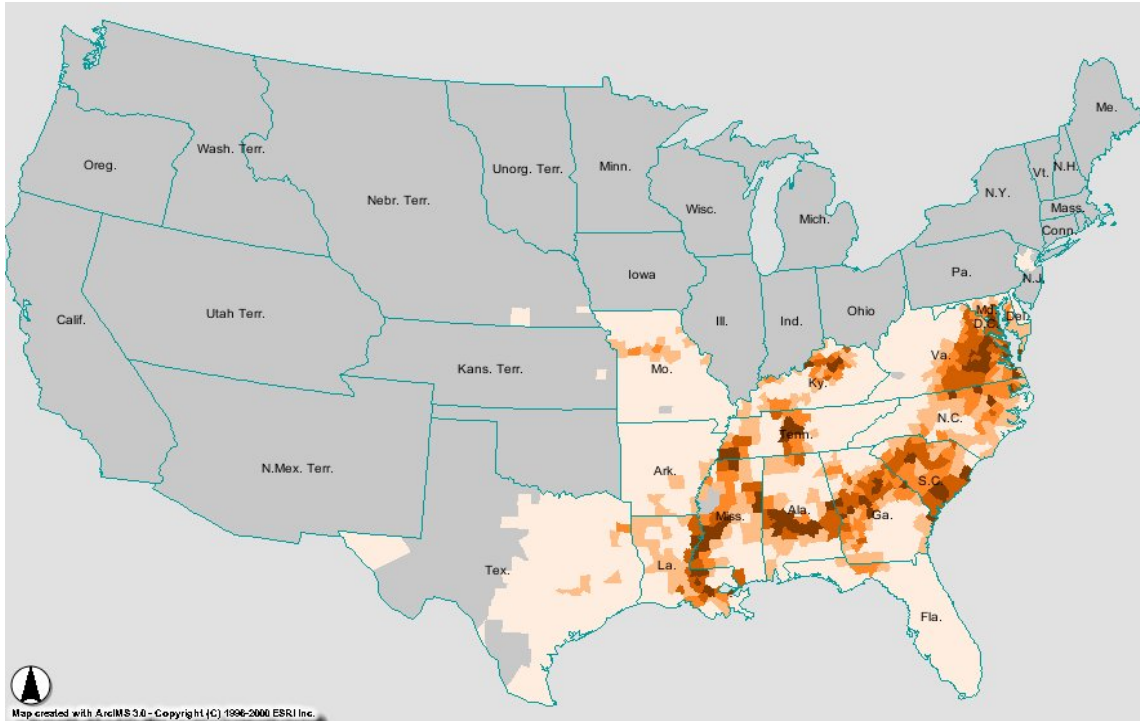 Me.
Wash. Terr.
Oreg.
Unorg. Terr.
Minn.
Vt.
N.H.
N.Y.
Nebr. Terr.
Wisc.
Mich.
Mass.
Conn.
Iowa
Pa.
N.J.
Utah Terr.
Calif.
Ill.
Ind.
Ohio
Md.
Del.
D.C.
Va.
Kans. Terr.
Mo.
Ky.
N.C.
Tenn.
N.Mex. Terr.
Ark.
S.C.
Miss.
Ala.
Ga.
Tex.
La.
Fla.
Map created with ArcIMS 3.0 - Copyright (C) 1996-2000 ESRI Inc.